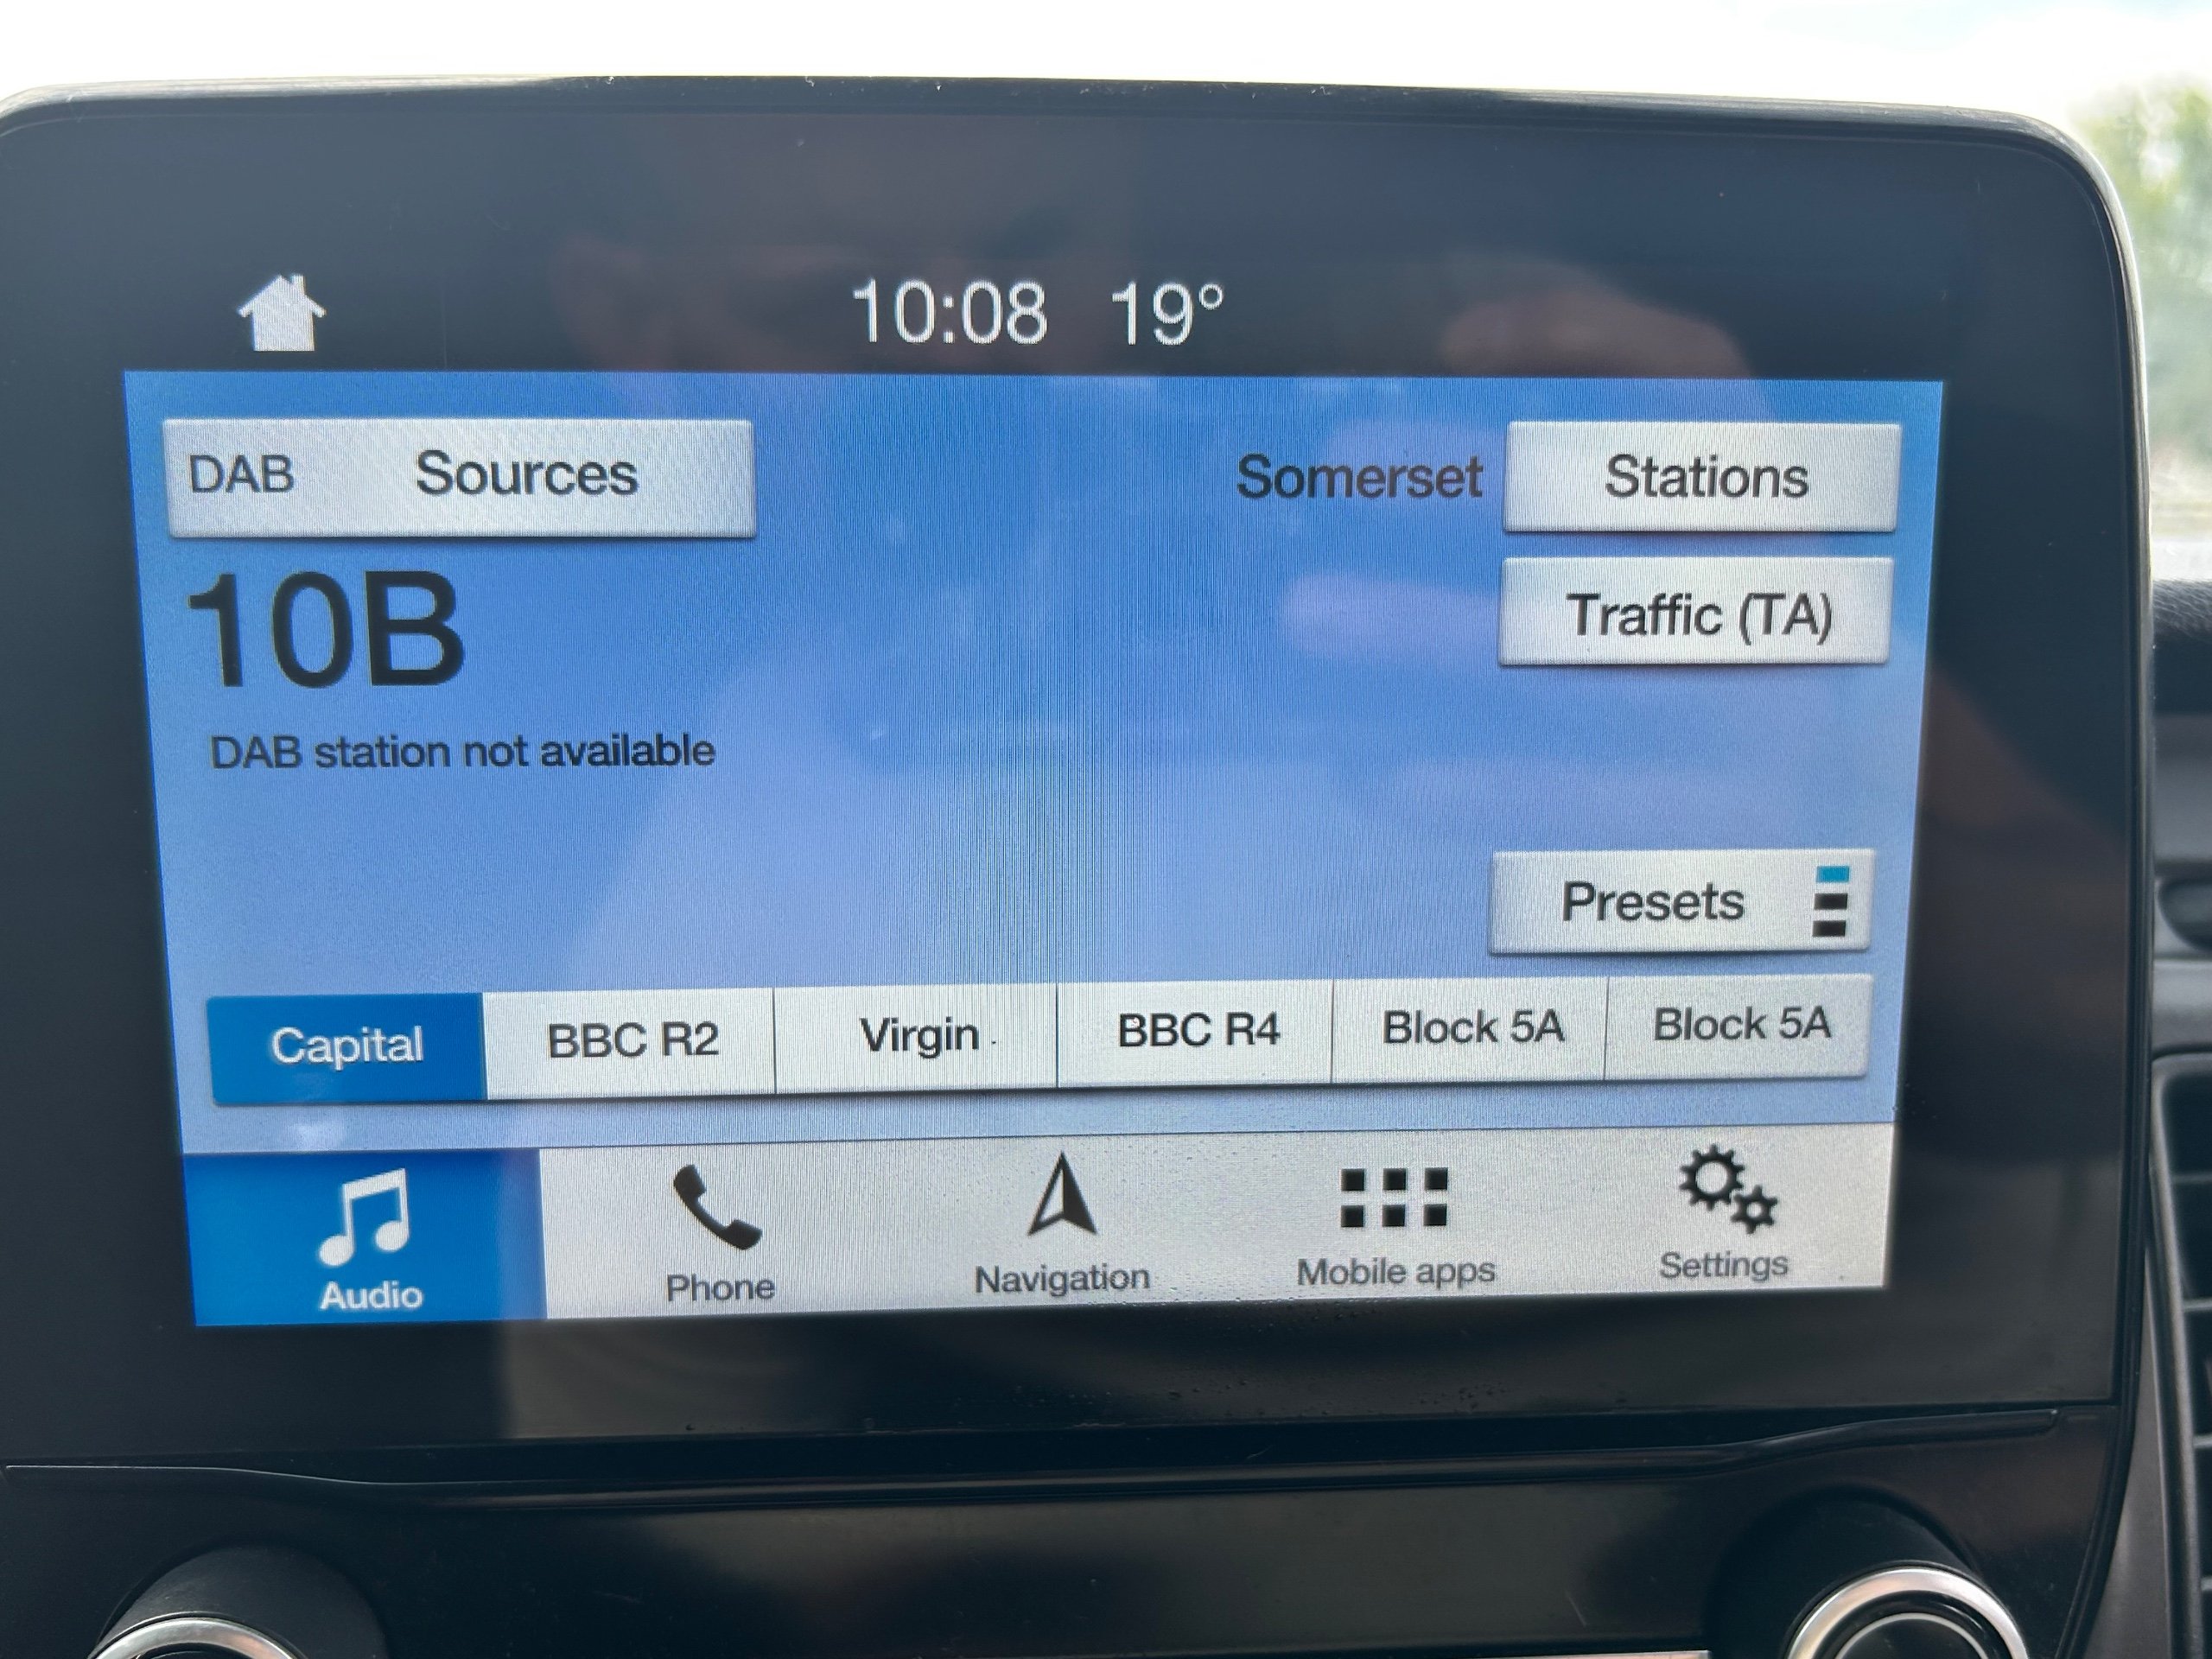 10:08 19°
DAB Sources
Somerset Stations
10B
Traffic (TA)
DAB station not available
Presets
Capital BBC R2 Virgin BBC R4 Block 5A Block 5A
Audio Phone Navigation Mobile apps Settings